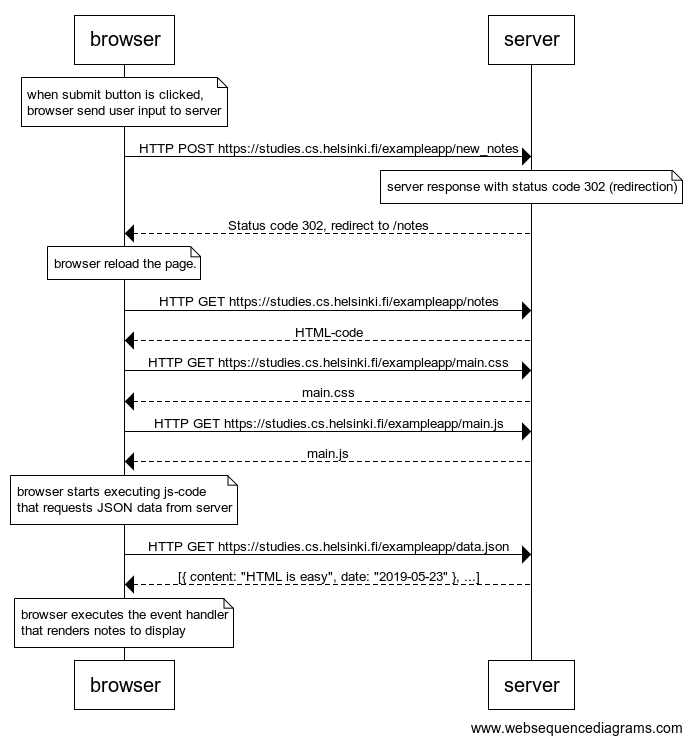 browser
server
when submit button is clicked,
browser send user input to server
HTTP POST https://studies.cs.helsinki.fi/exampleapp/new_notes
server response with status code 302 (redirection)
Status code 302, redirect to /notes
browser reload the page.
HTTP GET https://studies.cs.helsinki.fi/exampleapp/notes
HTML-code
HTTP GET https://studies.cs.helsinki.fi/exampleapp/main.css
main.css
HTTP GET https://studies.cs.helsinki.fi/exampleapp/main.js
main.js
browser starts executing js-code
that requests JSON data from server
HTTP GET https://studies.cs.helsinki.fi/exampleapp/data.json
[{ content: "HTML is easy", date: "2019-05-23" }, ...]
browser executes the event handler
that renders notes to display
browser
server
www.websequencediagrams.com